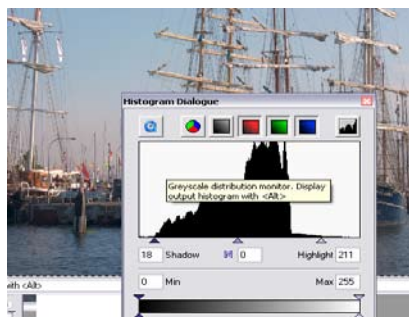 Histogram Dialogue
Greyscale distribution monitor. Display
output histogram with <Alt>
18 Shadow 0 Highlight 211
0 Min Max 255
with <Alt>